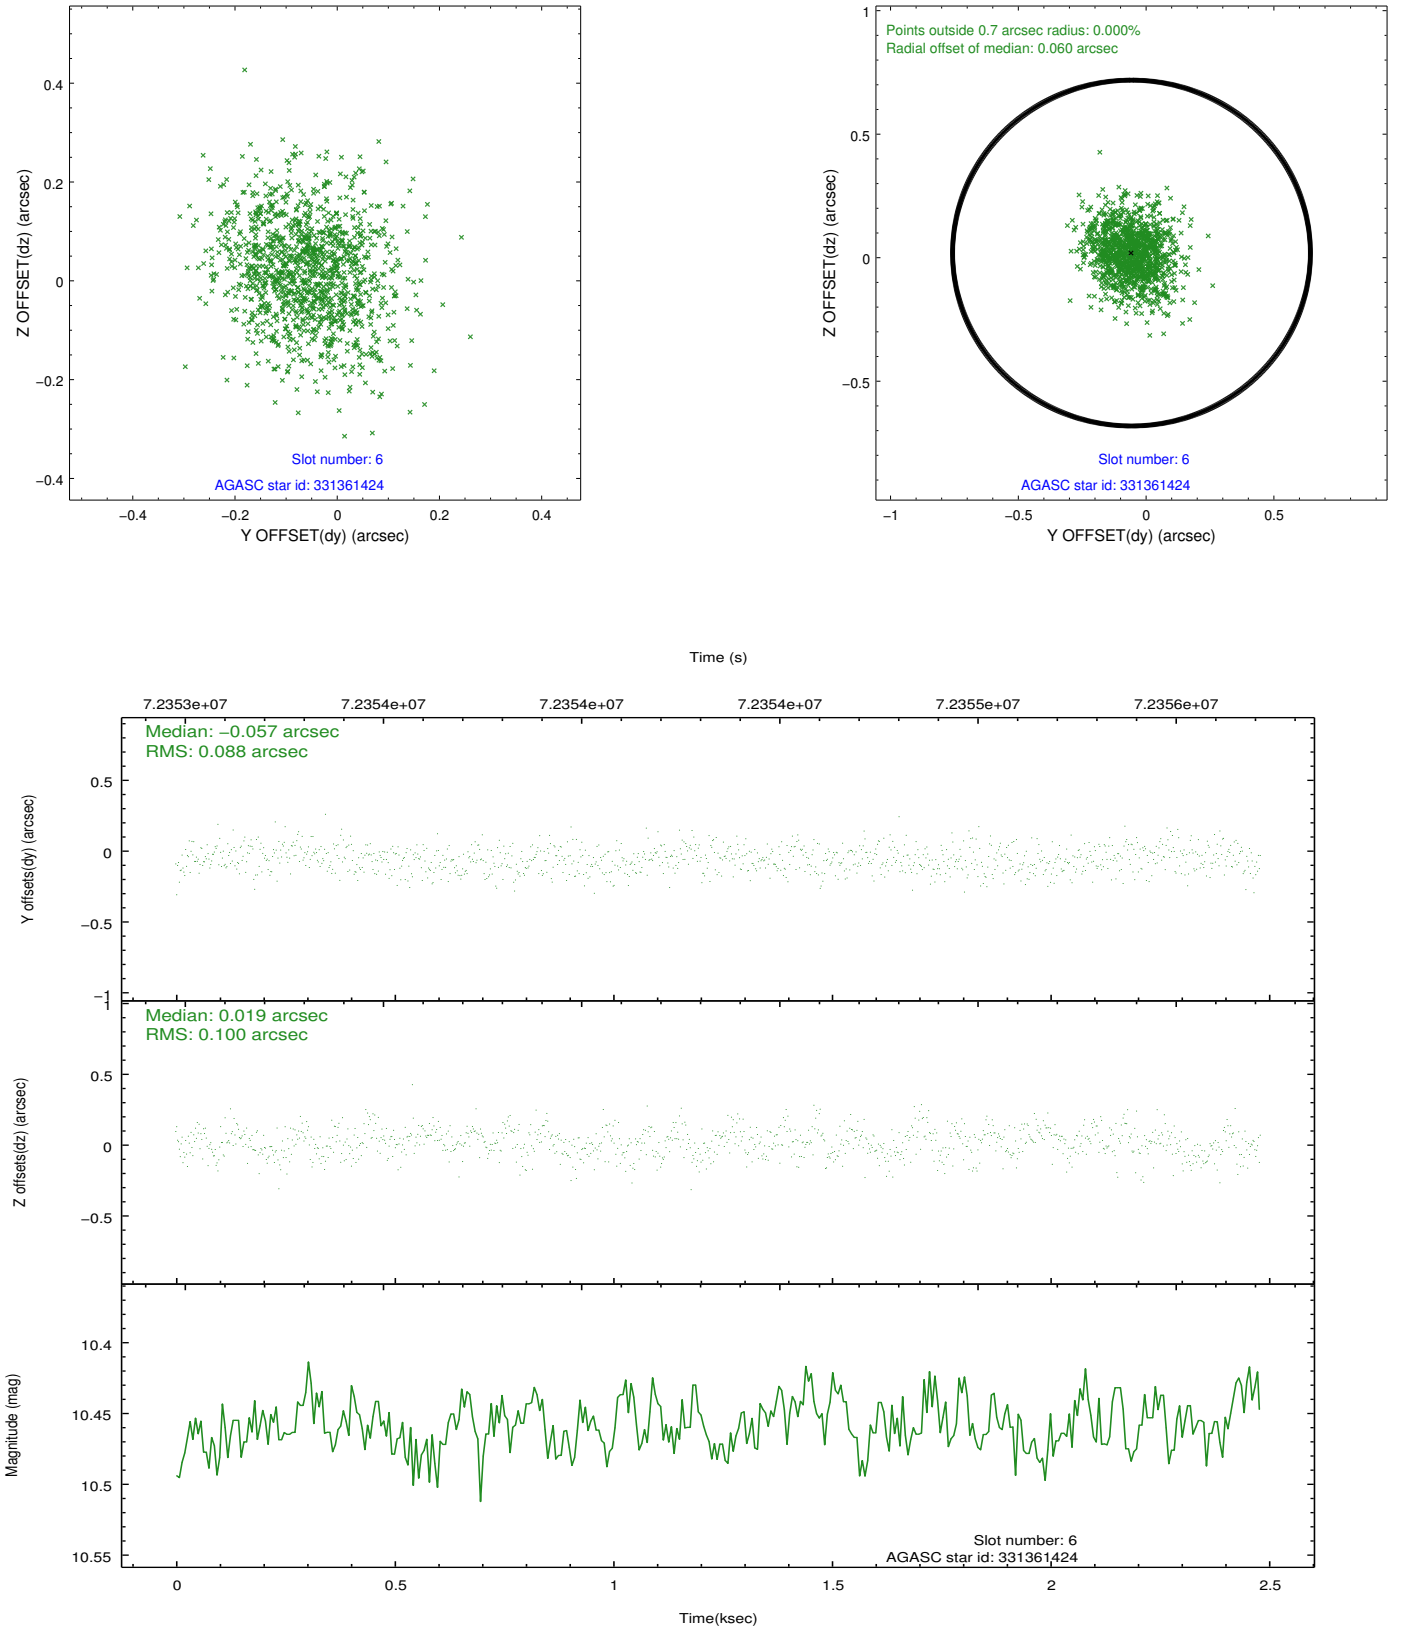 0.4
0.2
0
−0.2
−0.4
Z OFFSET(dz) (arcsec)
Slot number: 6
AGASC star id: 331361424
−0.4
−0.2
0
0.2
0.4
Y OFFSET(dy) (arcsec)
Points outside 0.7 arcsec radius: 0.000%
Radial offset of median: 0.060 arcsec
1
0.5
0
−0.5
Z OFFSET(dz) (arcsec)
Slot number: 6
AGASC star id: 331361424
−1
−0.5
0
0.5
Y OFFSET(dy) (arcsec)
Time (s)
7.2353e+07
7.2354e+07
7.2354e+07
7.2354e+07
7.2355e+07
7.2356e+07
Median: −0.057 arcsec
RMS: 0.088 arcsec
0.5
0
−0.5
−1
Y offsets(dy) (arcsec)
Median: 0.019 arcsec
RMS: 0.100 arcsec
1
0.5
0
−0.5
Z offsets(dz) (arcsec)
10.4
10.45
10.5
10.55
Magnitude (mag)
Slot number: 6
AGASC star id: 331361424
0
0.5
1
1.5
2
2.5
Time(ksec)